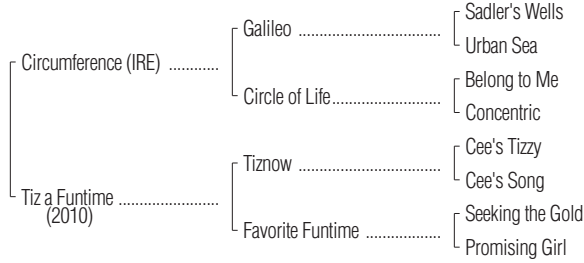 Sadler's Wells
Galileo ..............................
Urban Sea
Circumference (IRE) ............
Belong to Me
Circle of Life......................
Concentric
Cee's Tizzy
Tiznow ..............................
Cee's Song
Tiz a Funtime ........................
(2010)
Seeking the Gold
Favorite Funtime ..................
Promising Girl